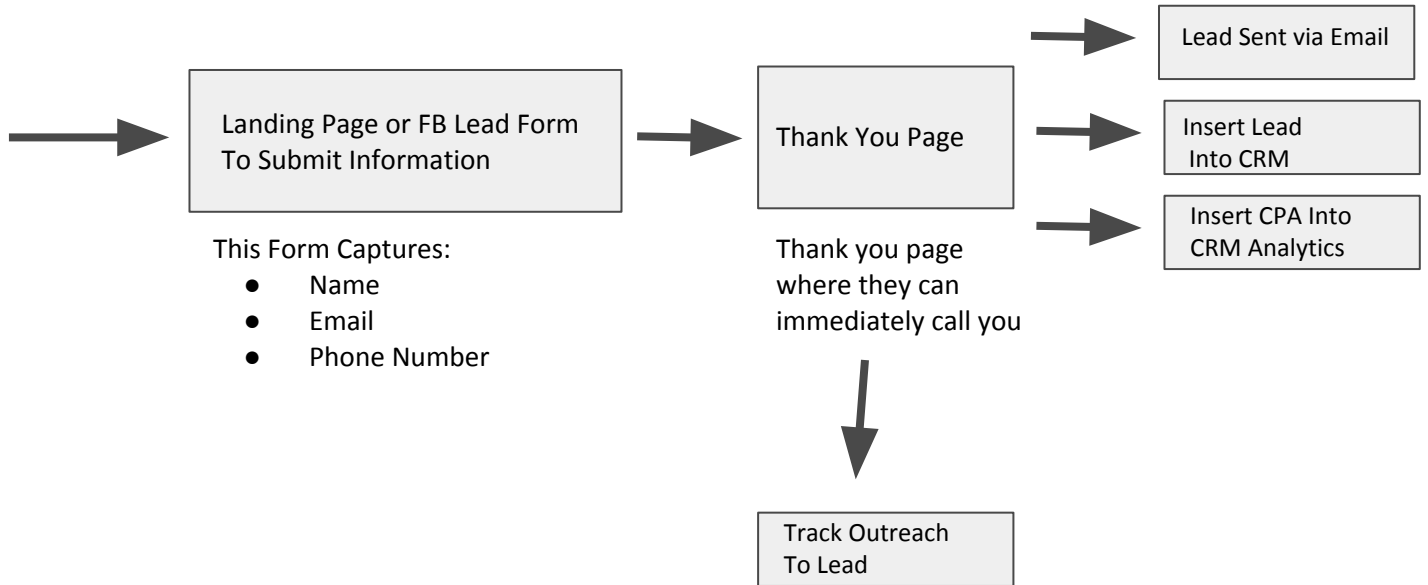 Landing Page or FB Lead Form
To Submit Information
This Form Captures:
● Name
● Email
● Phone Number
Thank You Page
Thank you page
where they can
immediately call you
Lead Sent via Email
Insert Lead
Into CRM
Insert CPA Into
CRM Analytics
Track Outreach
To Lead